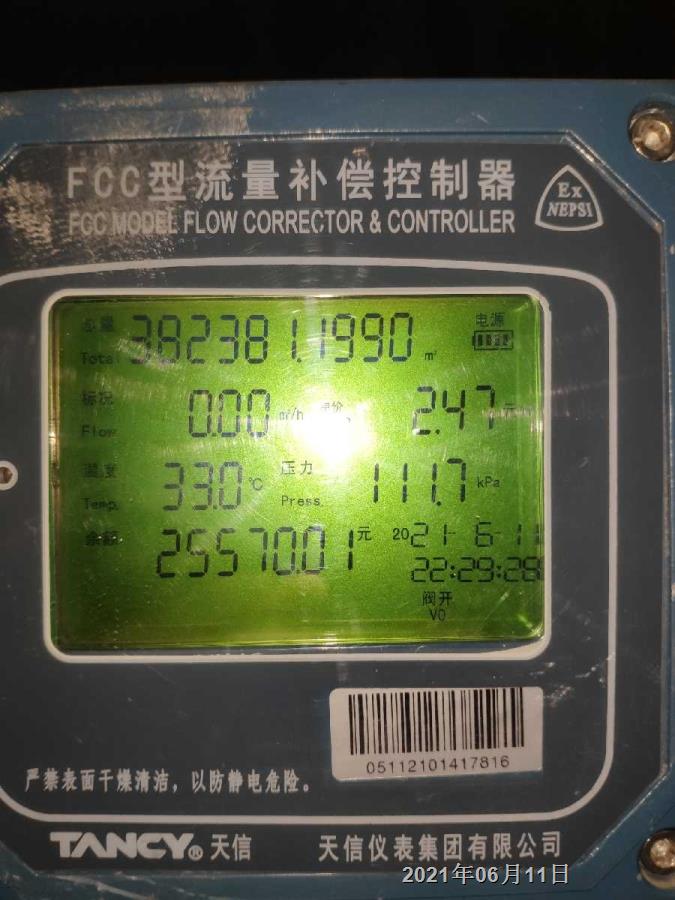 FCC型流量补偿控制器
FCC MODEL FLOW CORRECTOR & CONTROLLER
Ex
NEPSI
总量 电源
Total 382381.1990 m³
标况 单价
Flow 0.00 m³/h 2.47
温度 33.0 ℃ 压力 111.7 kPa
Temp. Press.
余额 25570.01 元 2021-6-11
22:29:28
阀开
V0
05112101417816
严禁表面干燥清洁，以防静电危险。
TANCY® 天信 天信仪表集团有限公司
2021年06月11日